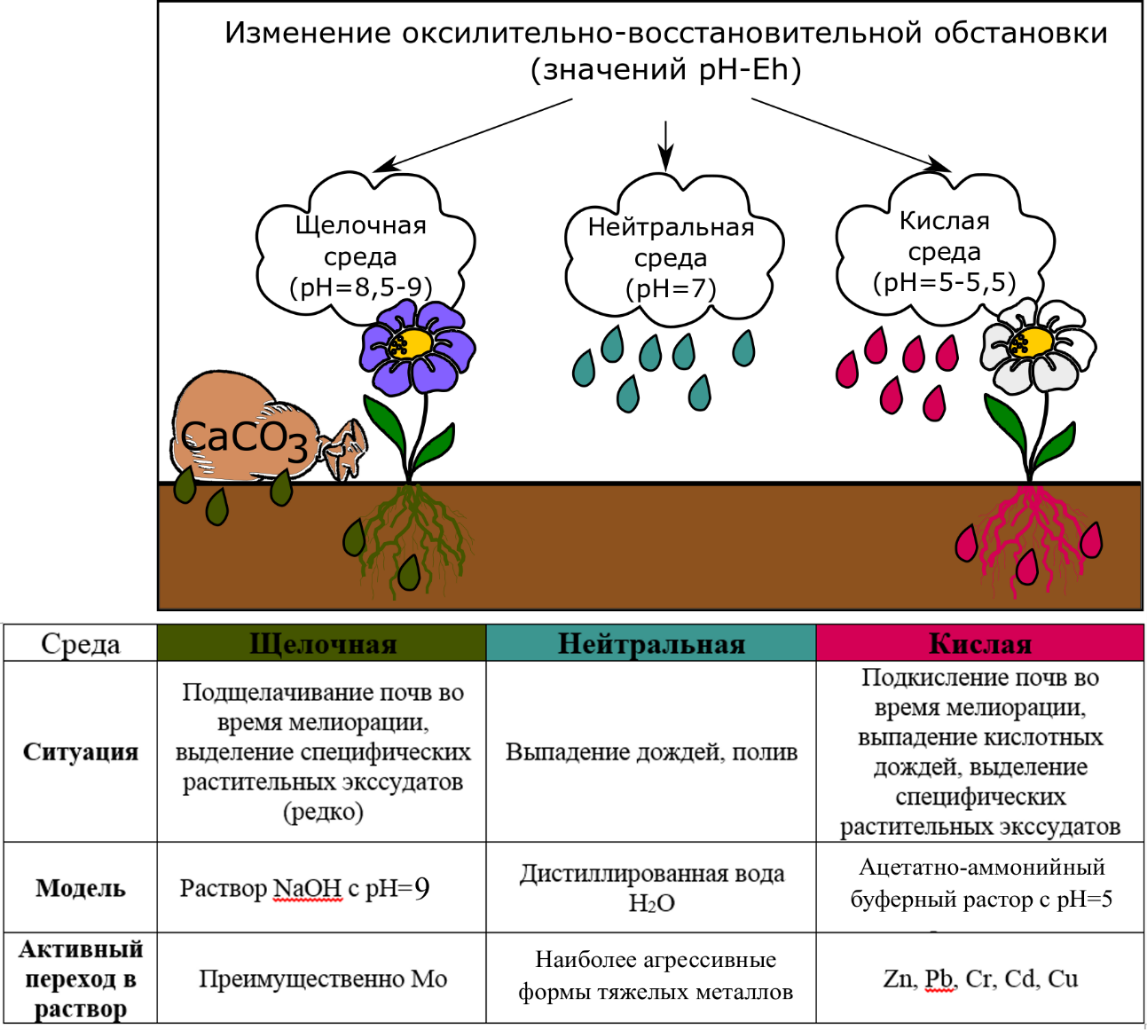 Изменение оксилительно-восстановительной обстановки
(значений pH-Eh)
Щелочная
среда
(pH=8,5-9)
Нейтральная
среда
(pH=7)
Кислая
среда
(pH=5-5,5)
CaCO3
Среда
Щелочная
Нейтральная
Кислая
Ситуация
Подщелачивание почв во
время мелиорации,
выделение специфических
растительных экссудатов
(редко)
Выпадение дождей, полив
Подкисление почв во
время мелиорации,
выпадение кислотных
дождей, выделение
специфических
растительных экссудатов
Модель
Раствор NaOH с pH=9
Дистиллированная вода
H2O
Ацетатно-аммонийный
буферный растор с pH=5
Активный
переход в
раствор
Преимущественно Mo
Наиболее агрессивные
формы тяжелых металлов
Zn, Pb, Cr, Cd, Cu